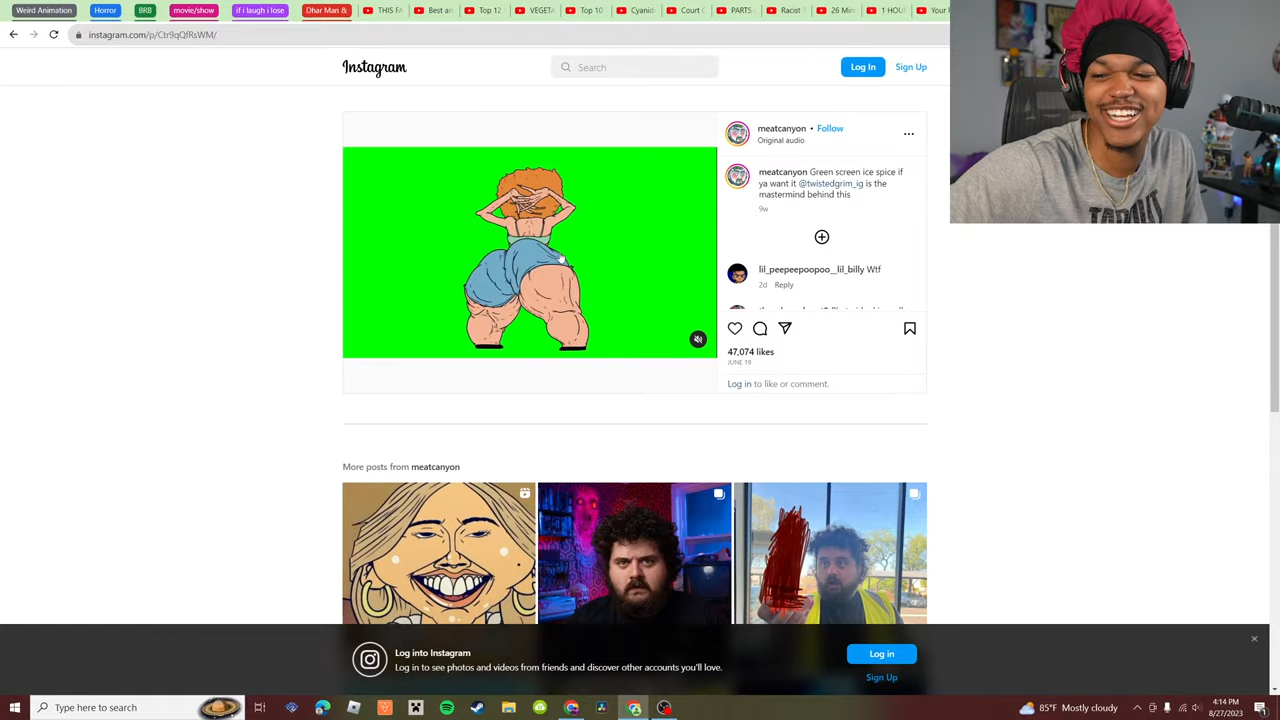 Weird Animation
Horror
BRB
movie/show
if i laugh i lose
Dhar Man &
THIS FA
Best an
Top 12
VEGETA
Top 10
Cyanid
Court C
PARTS
Racist T
26 Min
THOU
Your
instagram.com/p/Ctr9qQfRsWM/
Instagram
Search
Log In
Sign Up
meatcanyon • Follow
Original audio
meatcanyon Green screen ice spice if
ya want it @twistedgrim_ig is the
mastermind behind this
9w
lil_peepeepoopoo__lil_billy Wtf
2d Reply
47,074 likes
JUNE 19
Log in to like or comment.
More posts from meatcanyon
Log into Instagram
Log in to see photos and videos from friends and discover other accounts you'll love.
Log in
Sign Up
Type here to search
85°F Mostly cloudy
4:14 PM
8/27/2023